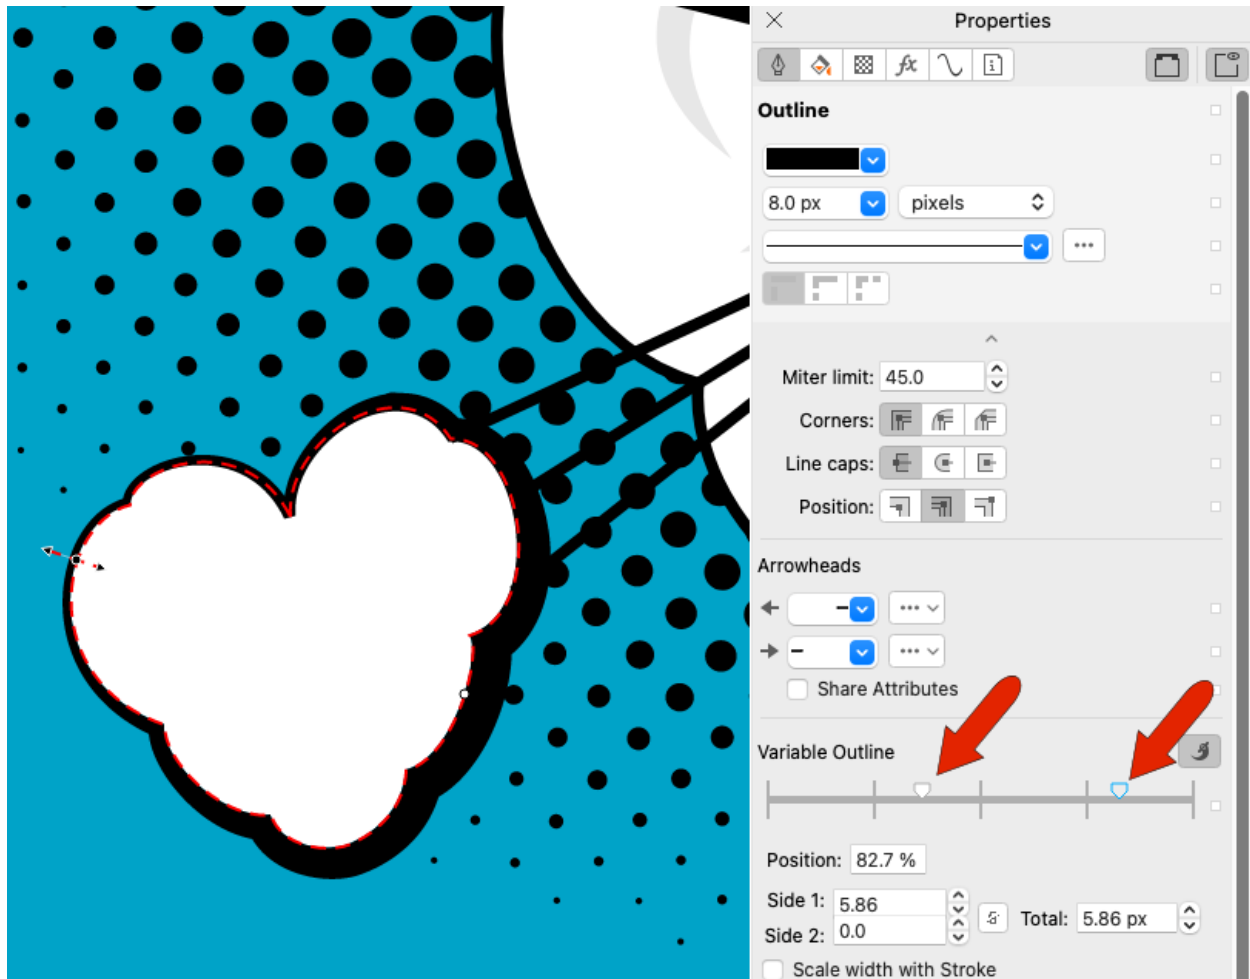 Properties
fx
Outline
8.0 px pixels
Miter limit: 45.0
Corners:
Line caps:
Position:
Arrowheads
Share Attributes
Variable Outline
Position: 82.7 %
Side 1: 5.86
Side 2: 0.0
Total: 5.86 px
Scale width with Stroke